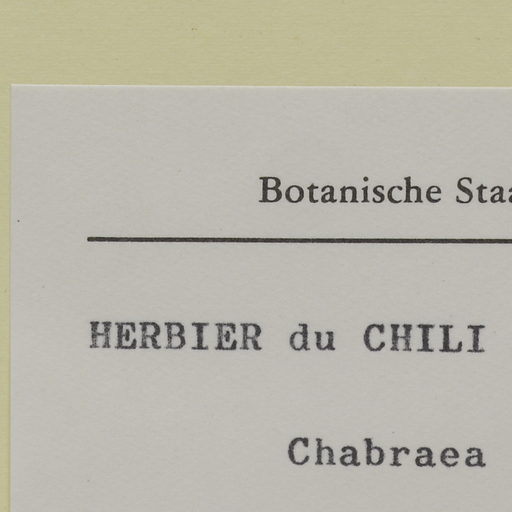 Botanische
HERBIER du CHILI
Chabraea